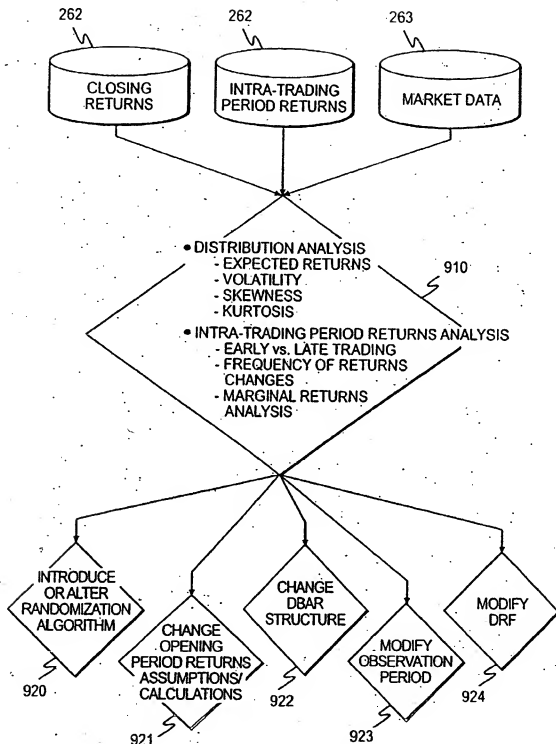 262
262
263
CLOSING
RETURNS
INTRA-TRADING
PERIOD RETURNS
MARKET DATA
• DISTRIBUTION ANALYSIS
- EXPECTED RETURNS
- VOLATILITY
- SKEWNESS
- KURTOSIS
910
• INTRA-TRADING PERIOD RETURNS ANALYSIS
- EARLY vs. LATE TRADING
- FREQUENCY OF RETURNS
CHANGES
- MARGINAL RETURNS
ANALYSIS
INTRODUCE
OR ALTER
RANDOMIZATION
ALGORITHM
920
CHANGE
OPENING
PERIOD RETURNS
ASSUMPTIONS/
CALCULATIONS
921
CHANGE
DBAR
STRUCTURE
922
MODIFY
OBSERVATION
PERIOD
923
MODIFY
DRF
924